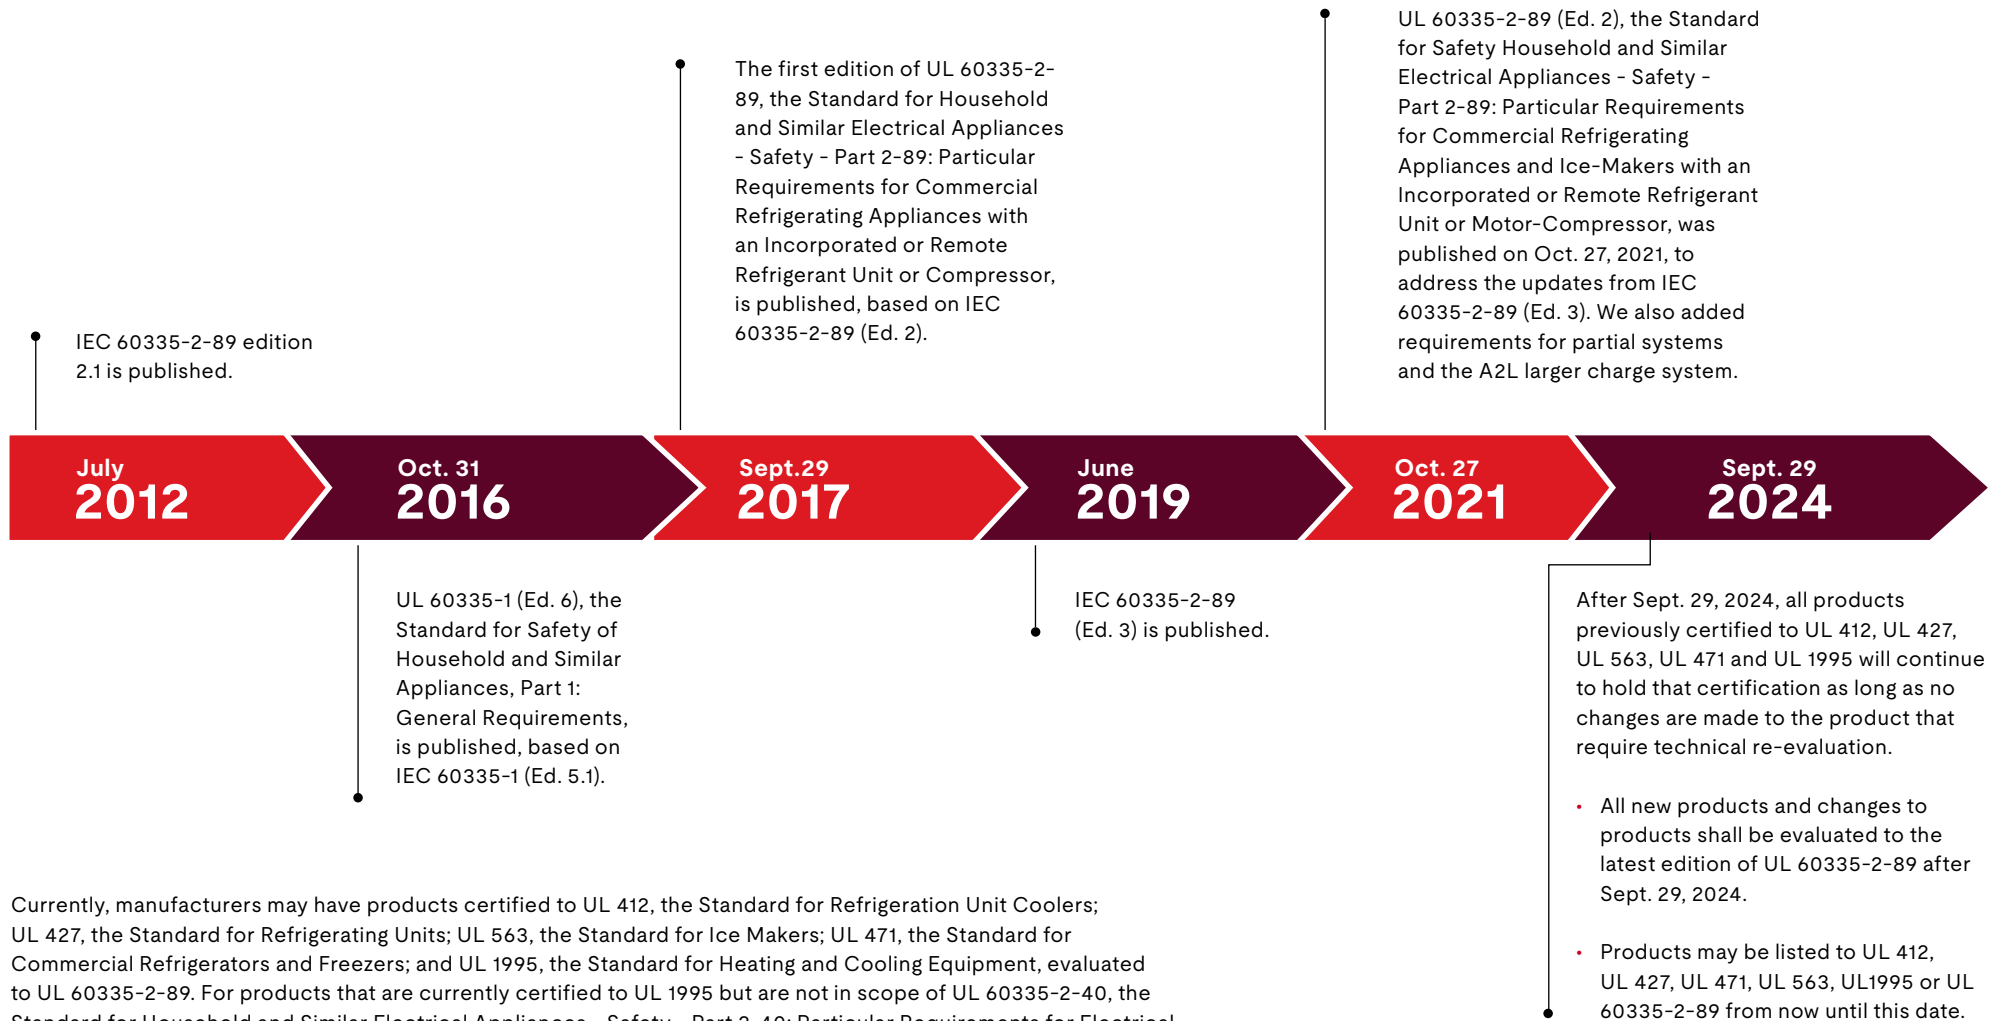 IEC 60335-2-89 edition
2.1 is published.
The first edition of UL 60335-2-
89, the Standard for Household
and Similar Electrical Appliances
- Safety - Part 2-89: Particular
Requirements for Commercial
Refrigerating Appliances with
an Incorporated or Remote
Refrigerant Unit or Compressor,
is published, based on IEC
60335-2-89 (Ed. 2).
UL 60335-2-89 (Ed. 2), the Standard
for Safety Household and Similar
Electrical Appliances - Safety -
Part 2-89: Particular Requirements
for Commercial Refrigerating
Appliances and Ice-Makers with an
Incorporated or Remote Refrigerant
Unit or Motor-Compressor, was
published on Oct. 27, 2021, to
address the updates from IEC
60335-2-89 (Ed. 3). We also added
requirements for partial systems
and the A2L larger charge system.
July
2012
Oct. 31
2016
Sept.29
2017
June
2019
Oct. 27
2021
Sept. 29
2024
UL 60335-1 (Ed. 6), the
Standard for Safety of
Household and Similar
Appliances, Part 1:
General Requirements,
is published, based on
IEC 60335-1 (Ed. 5.1).
IEC 60335-2-89
(Ed. 3) is published.
After Sept. 29, 2024, all products
previously certified to UL 412, UL 427,
UL 563, UL 471 and UL 1995 will continue
to hold that certification as long as no
changes are made to the product that
require technical re-evaluation.
• All new products and changes to
products shall be evaluated to the
latest edition of UL 60335-2-89 after
Sept. 29, 2024.
• Products may be listed to UL 412,
UL 427, UL 471, UL 563, UL1995 or UL
60335-2-89 from now until this date.
Currently, manufacturers may have products certified to UL 412, the Standard for Refrigeration Unit Coolers;
UL 427, the Standard for Refrigerating Units; UL 563, the Standard for Ice Makers; UL 471, the Standard for
Commercial Refrigerators and Freezers; and UL 1995, the Standard for Heating and Cooling Equipment, evaluated
to UL 60335-2-89. For products that are currently certified to UL 1995 but are not in scope of UL 60335-2-40, the
Standard for Household and Similar Electrical Appliances - Safety - Part 2-40: Particular Requirements for Electrical